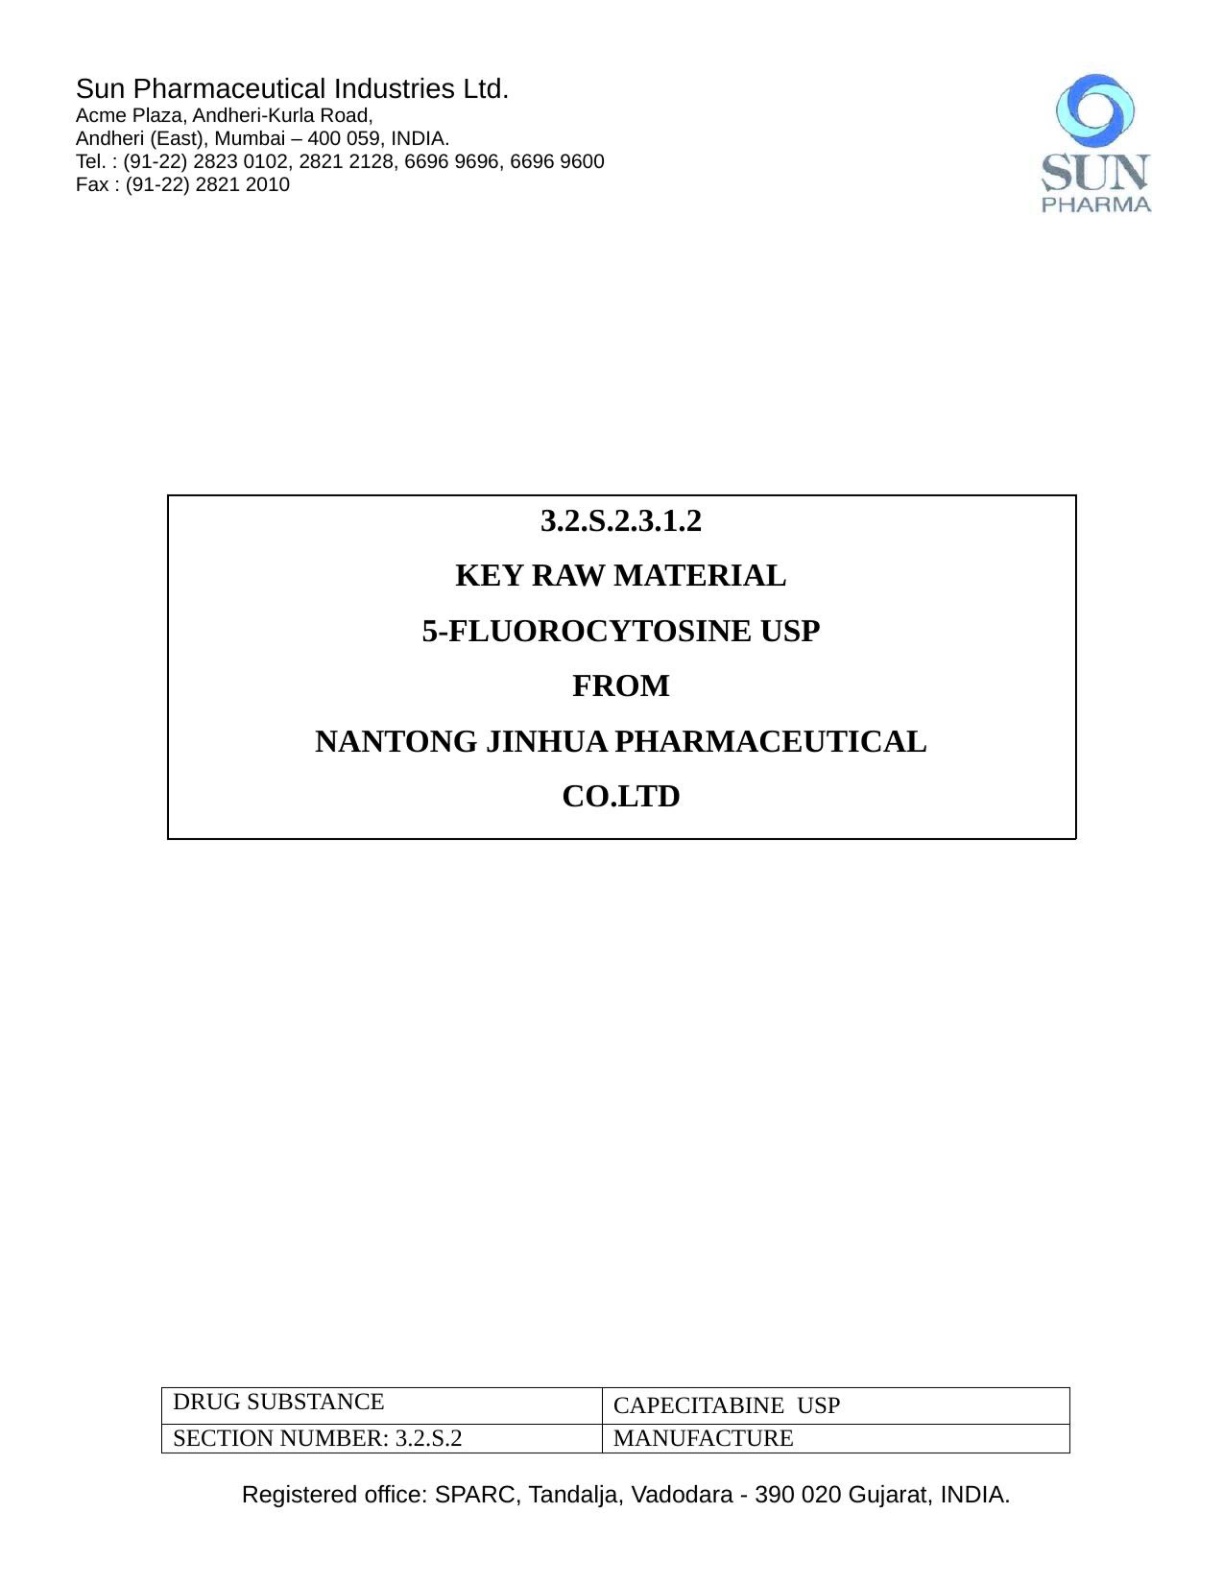 Sun Pharmaceutical Industries Ltd.
Acme Plaza, Andheri-Kurla Road,
Andheri (East), Mumbai – 400 059, INDIA.
Tel. : (91-22) 2823 0102, 2821 2128, 6696 9696, 6696 9600
Fax : (91-22) 2821 2010
SUN
PHARMA
3.2.S.2.3.1.2
KEY RAW MATERIAL
5-FLUOROCYTOSINE USP
FROM
NANTONG JINHUA PHARMACEUTICAL
CO.LTD
DRUG SUBSTANCE CAPECITABINE USP
SECTION NUMBER: 3.2.S.2 MANUFACTURE
Registered office: SPARC, Tandalja, Vadodara - 390 020 Gujarat, INDIA.